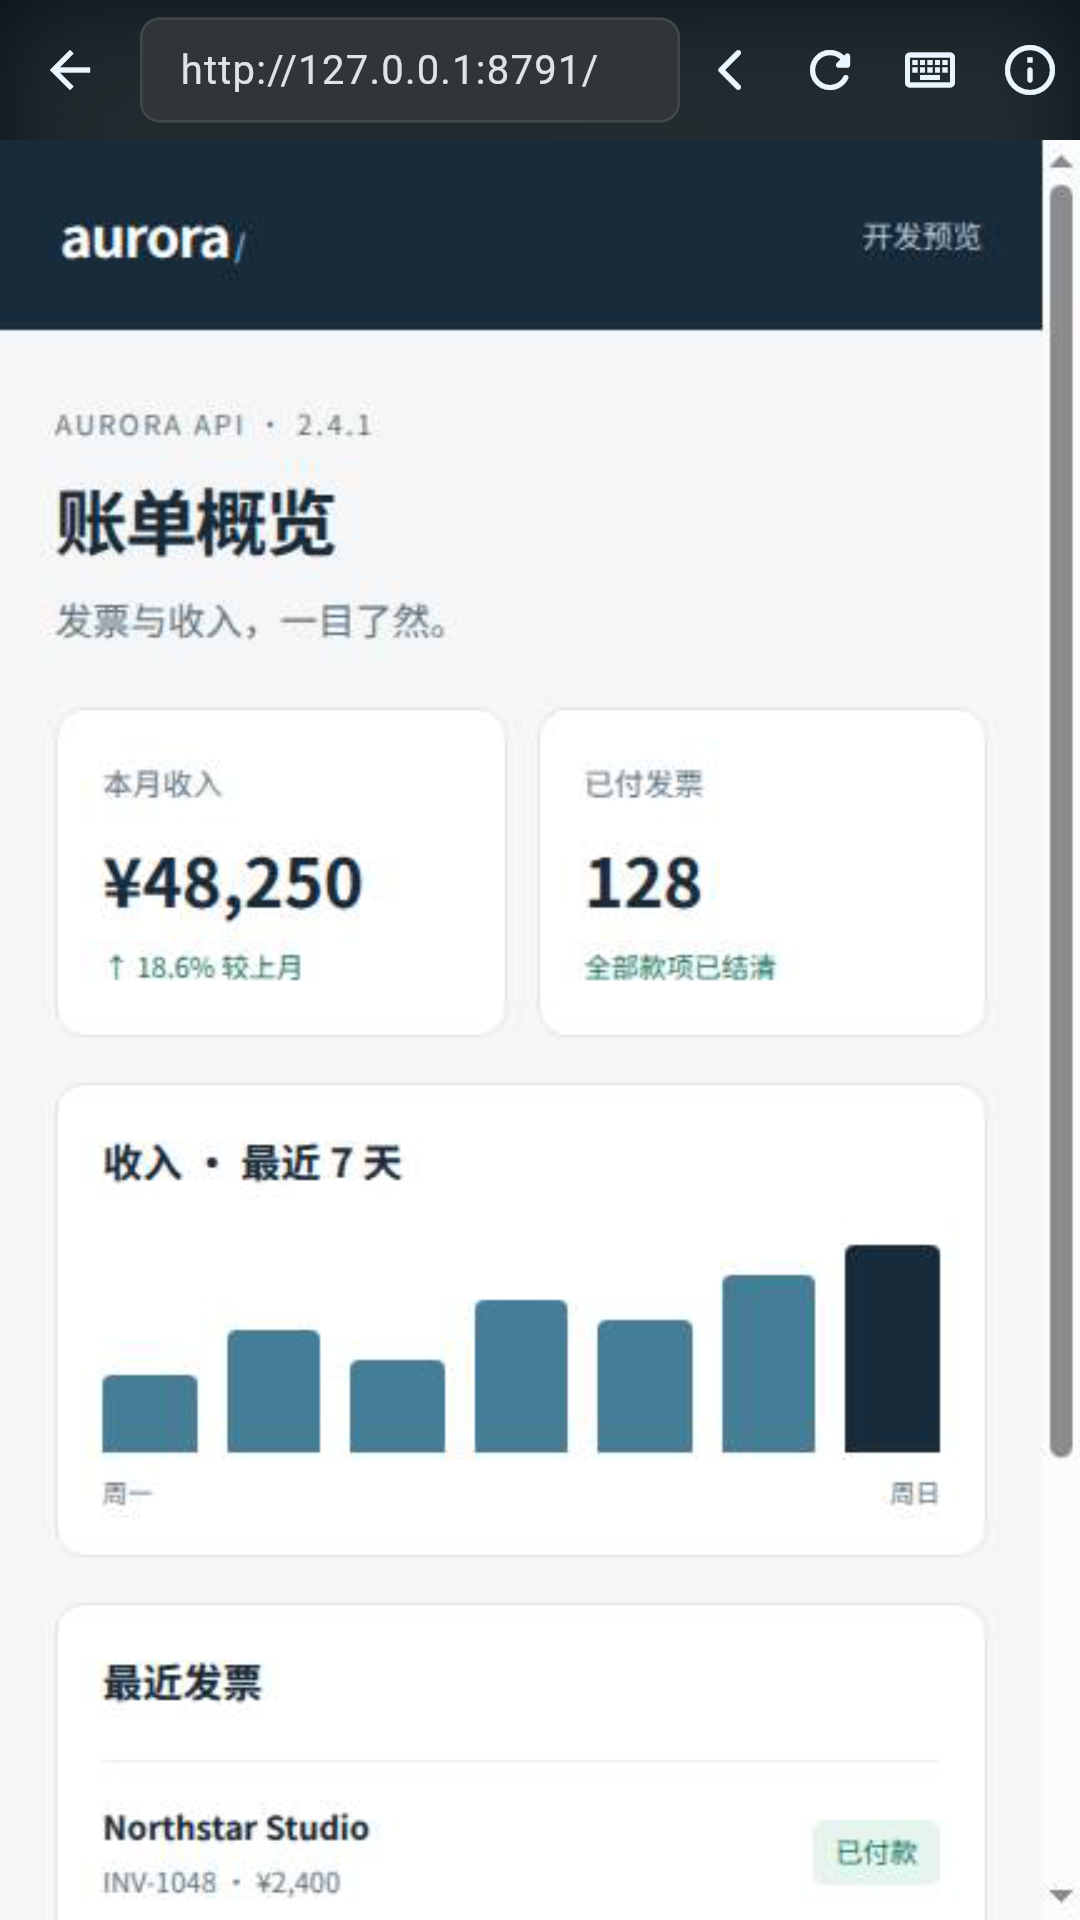 http://127.0.0.1:8791/
aurora/
开发预览
AURORA API · 2.4.1
账单概览
发票与收入，一目了然。
本月收入
¥48,250
↑ 18.6% 较上月
已付发票
128
全部款项已结清
收入 · 最近 7 天
周一
周日
最近发票
Northstar Studio
INV-1048 · ¥2,400
已付款